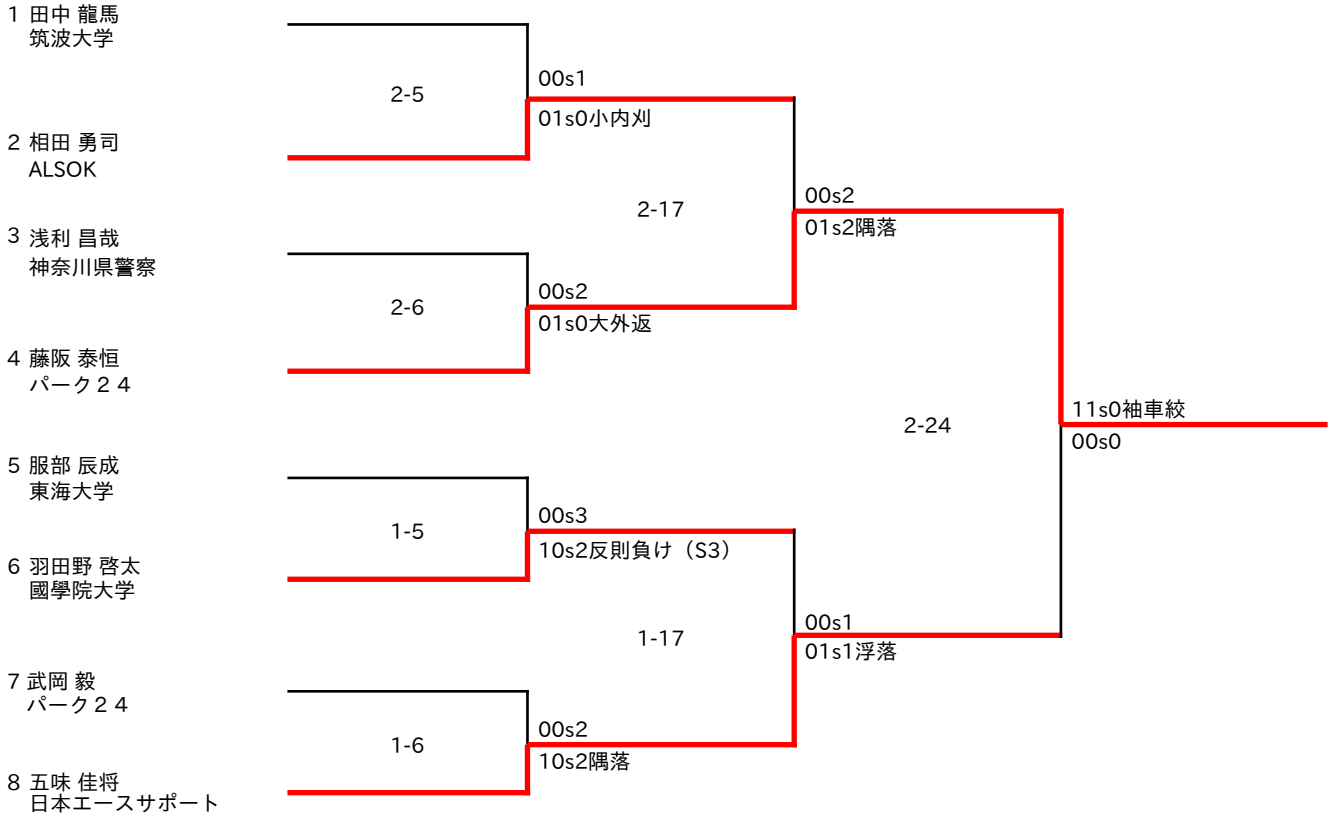 1 田中 龍馬
筑波大学
2-5
00s1
01s0小内刈
2 相田 勇司
ALSOK
2-17
00s2
01s2隅落
3 浅利 昌哉
神奈川県警察
2-6
00s2
01s0大外返
4 藤阪 泰恒
パーク２４
2-24
11s0袖車絞
00s0
5 服部 辰成
東海大学
1-5
00s3
10s2反則負け（S3）
6 羽田野 啓太
國學院大学
1-17
00s1
01s1浮落
7 武岡 毅
パーク２４
1-6
00s2
10s2隅落
8 五味 佳将
日本エースサポート